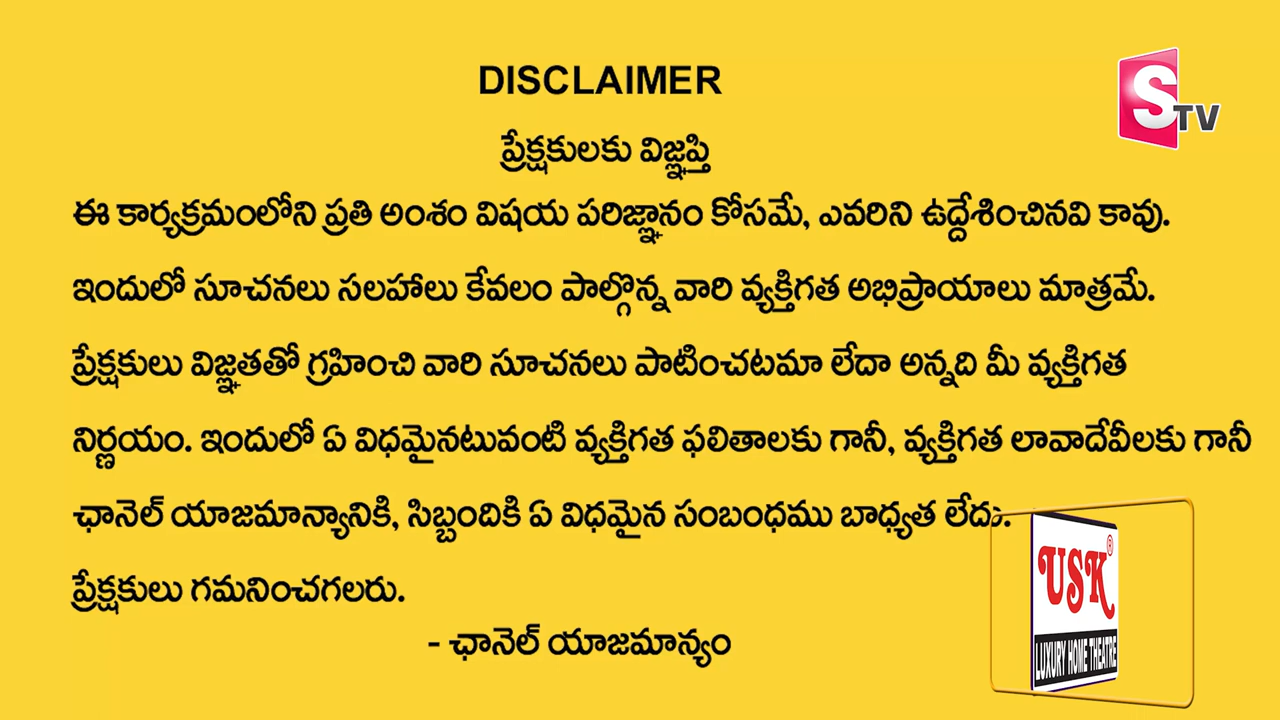 DISCLAIMER
STV
ప్రేక్షకులకు విజ్ఞప్తి
ఈ కార్యక్రమంలోని ప్రతి అంశం విషయ పరిజ్ఞానం కోసమే, ఎవరిని ఉద్దేశించినవి కావు.
ఇందులో సూచనలు సలహాలు కేవలం పాల్గొన్న వారి వ్యక్తిగత అభిప్రాయాలు మాత్రమే.
ప్రేక్షకులు విజ్ఞతతో గ్రహించి వారి సూచనలు పాటించటమా లేదా అన్నది మీ వ్యక్తిగత
నిర్ణయం. ఇందులో ఏ విధమైనటువంటి వ్యక్తిగత ఫలితాలకు గానీ, వ్యక్తిగత లావాదేవీలకు గానీ
ఛానెల్ యాజమాన్యానికి, సిబ్బందికి ఏ విధమైన సంబంధము బాధ్యత లేదు.
ప్రేక్షకులు గమనించగలరు.
- ఛానెల్ యాజమాన్యం
USK®
LUXURY HOME THEATRE